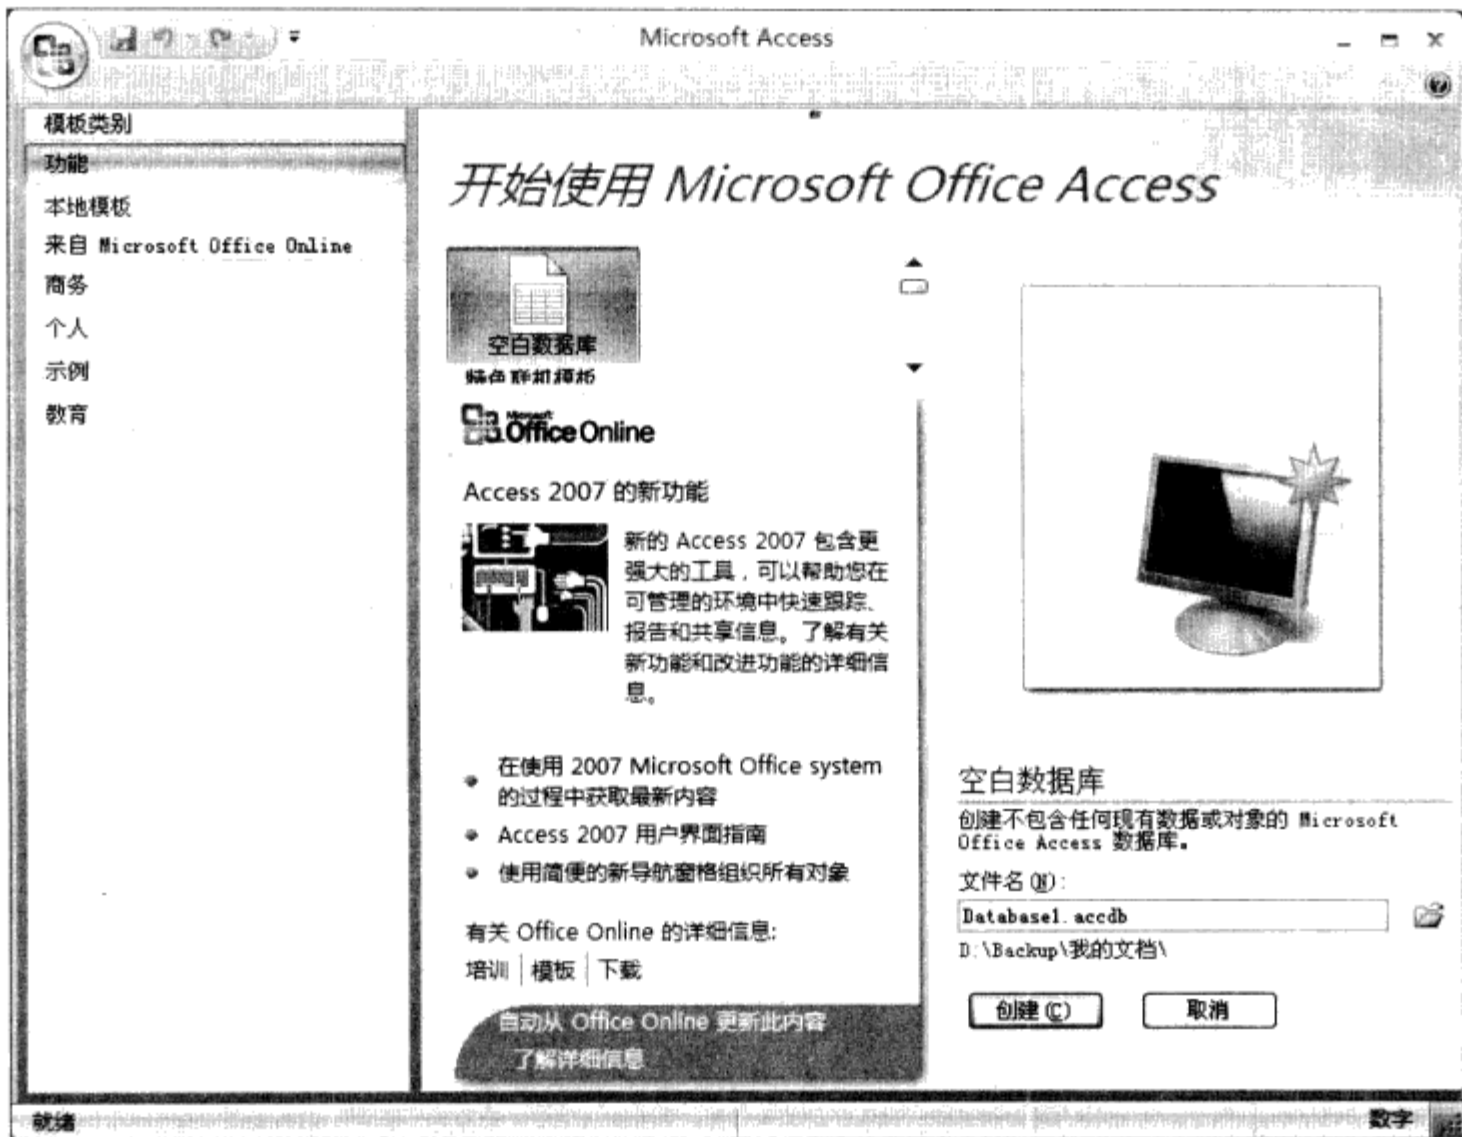 Microsoft Access
模板类别
功能
本地模板
来自 Microsoft Office Online
商务
个人
示例
教育
开始使用 Microsoft Office Access
空白数据库
特色联机模板
Microsoft
Office Online
Access 2007 的新功能
新的 Access 2007 包含更
强大的工具，可以帮助您在
可管理的环境中快速跟踪、
报告和共享信息。了解有关
新功能和改进功能的详细信
息。
在使用 2007 Microsoft Office system
的过程中获取最新内容
Access 2007 用户界面指南
使用简便的新导航窗格组织所有对象
有关 Office Online 的详细信息:
培训 | 模板 | 下载
自动从 Office Online 更新此内容
了解详细信息
空白数据库
创建不包含任何现有数据或对象的 Microsoft
Office Access 数据库。
文件名(N):
Database1.accdb
D:\Backup\我的文档\
创建(C)
取消
就绪
数字